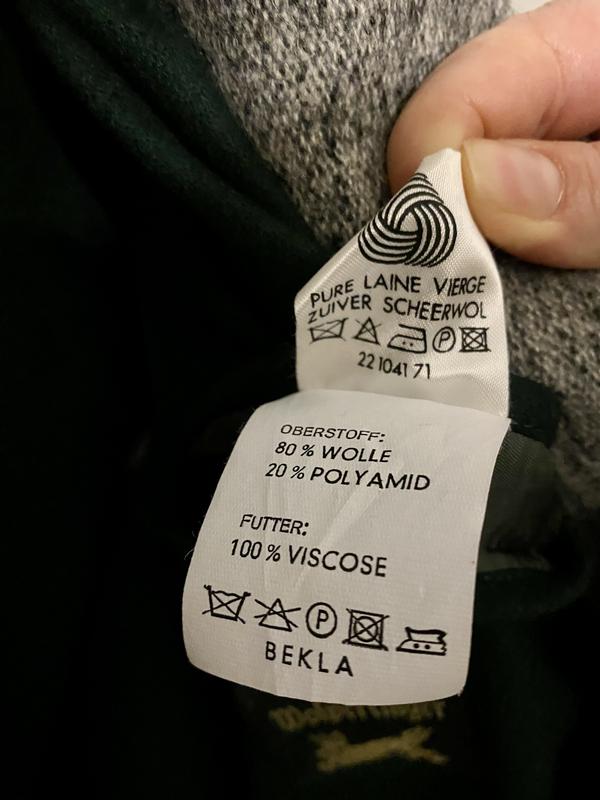 PURE LAINE VIERGE
ZUIVER SCHEERWOL
P
22 1041 71
OBERSTOFF:
80 % WOLLE
20 % POLYAMID
FUTTER:
100 % VISCOSE
P
BEKLA